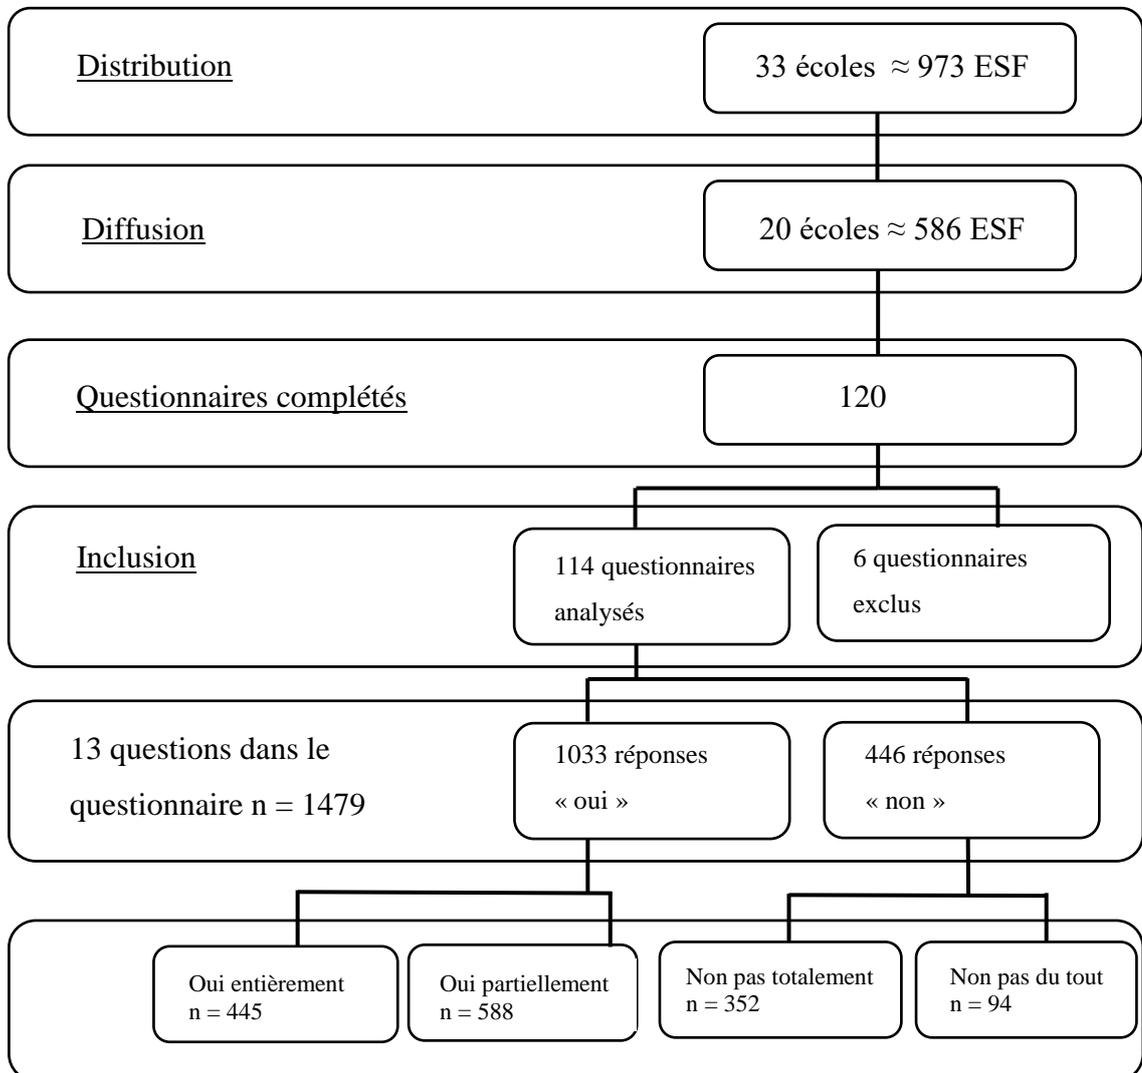 Distribution
33 écoles ≈ 973 ESF
Diffusion
20 écoles ≈ 586 ESF
Questionnaires complétés
120
Inclusion
114 questionnaires
analysés
6 questionnaires
exclus
13 questions dans le
questionnaire n = 1479
1033 réponses
« oui »
446 réponses
« non »
Oui entièrement
n = 445
Oui partiellement
n = 588
Non pas totalement
n = 352
Non pas du tout
n = 94